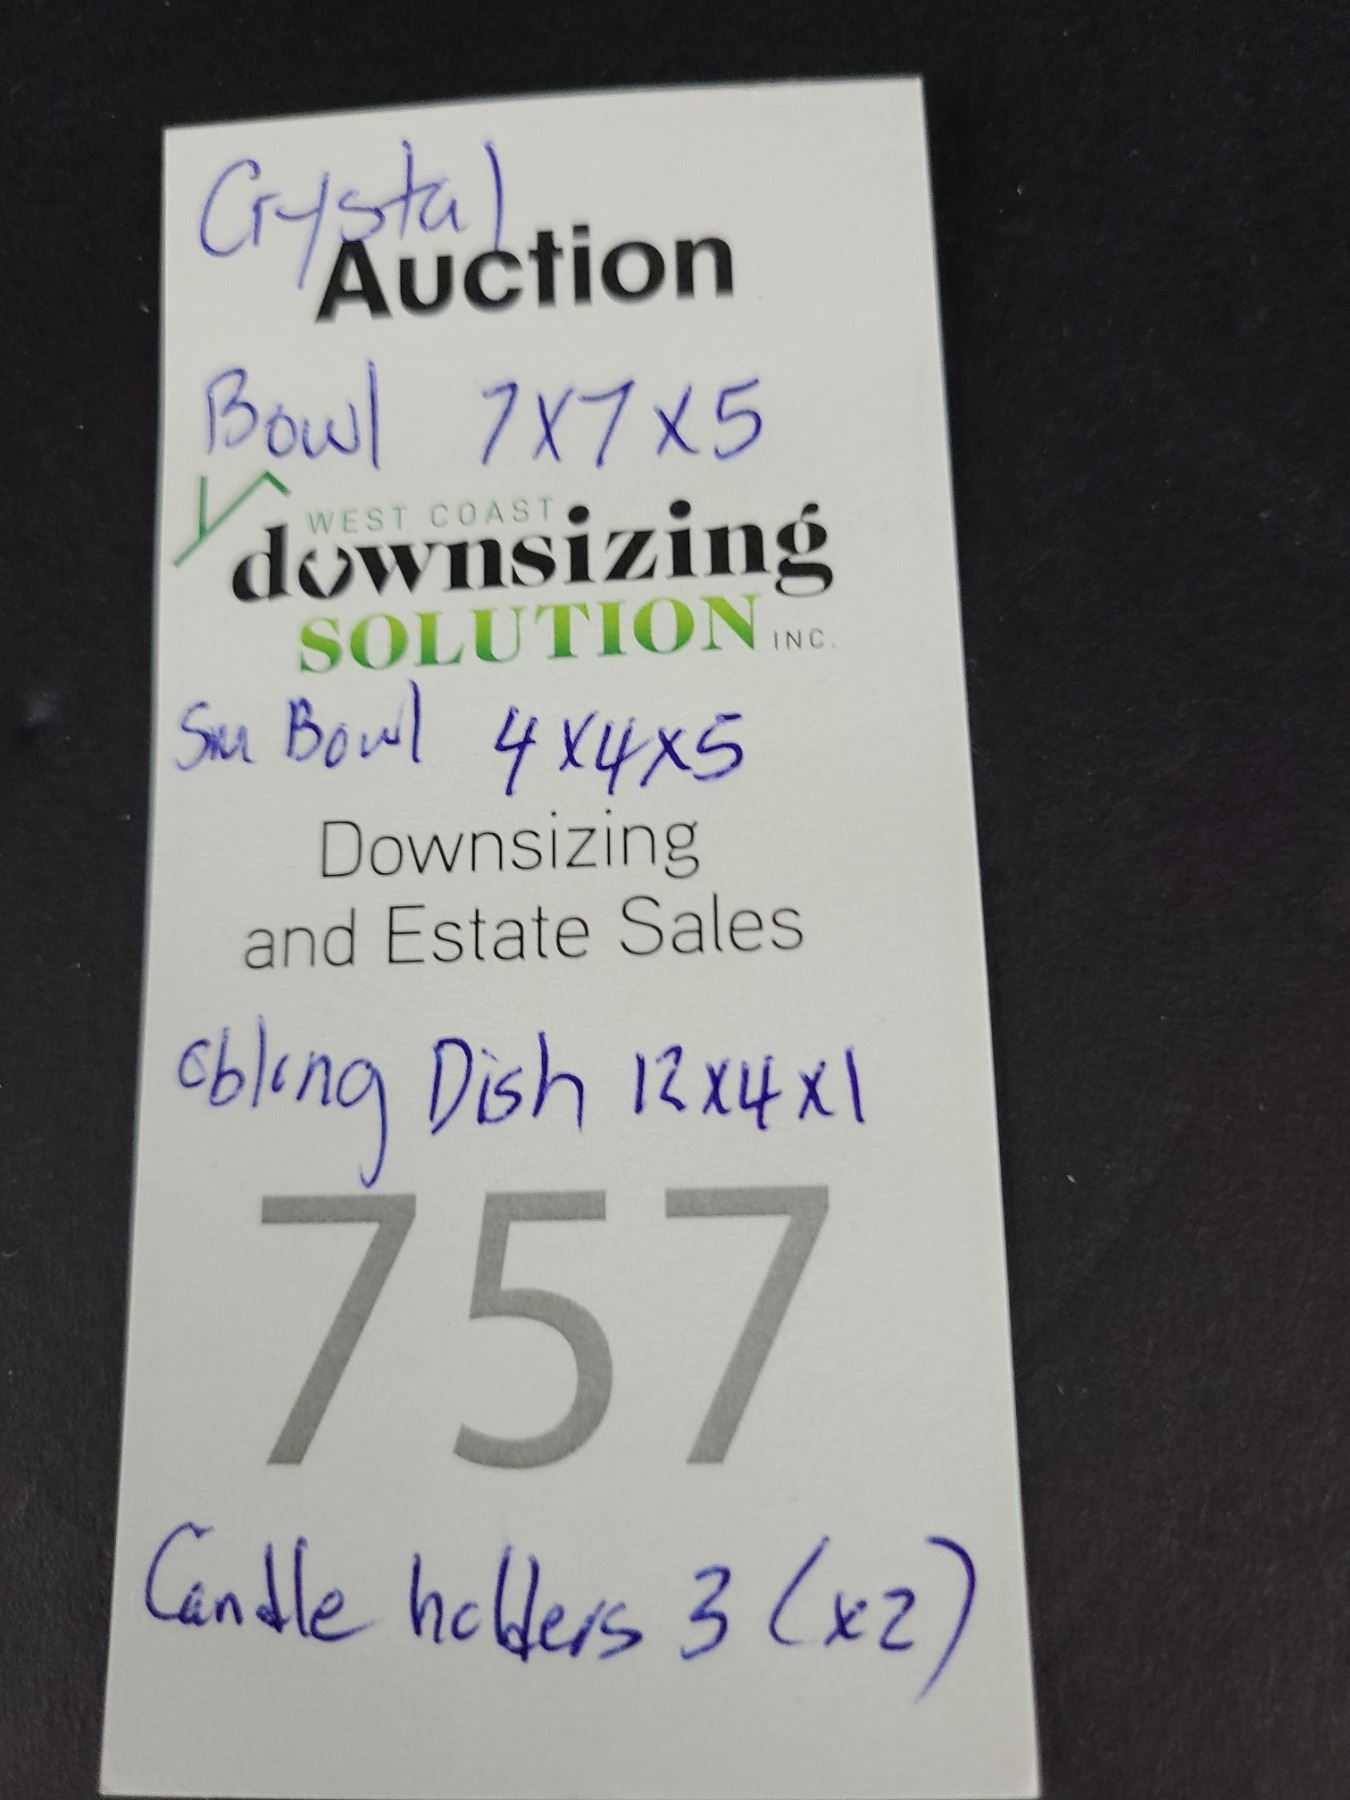 Crystal
Auction
Bowl 7x7x5
WEST COAST
downsizing
SOLUTION INC.
Sm Bowl 4x4x5
Downsizing
and Estate Sales
oblong Dish 12x4x1
757
Candle holders 3 (x2)